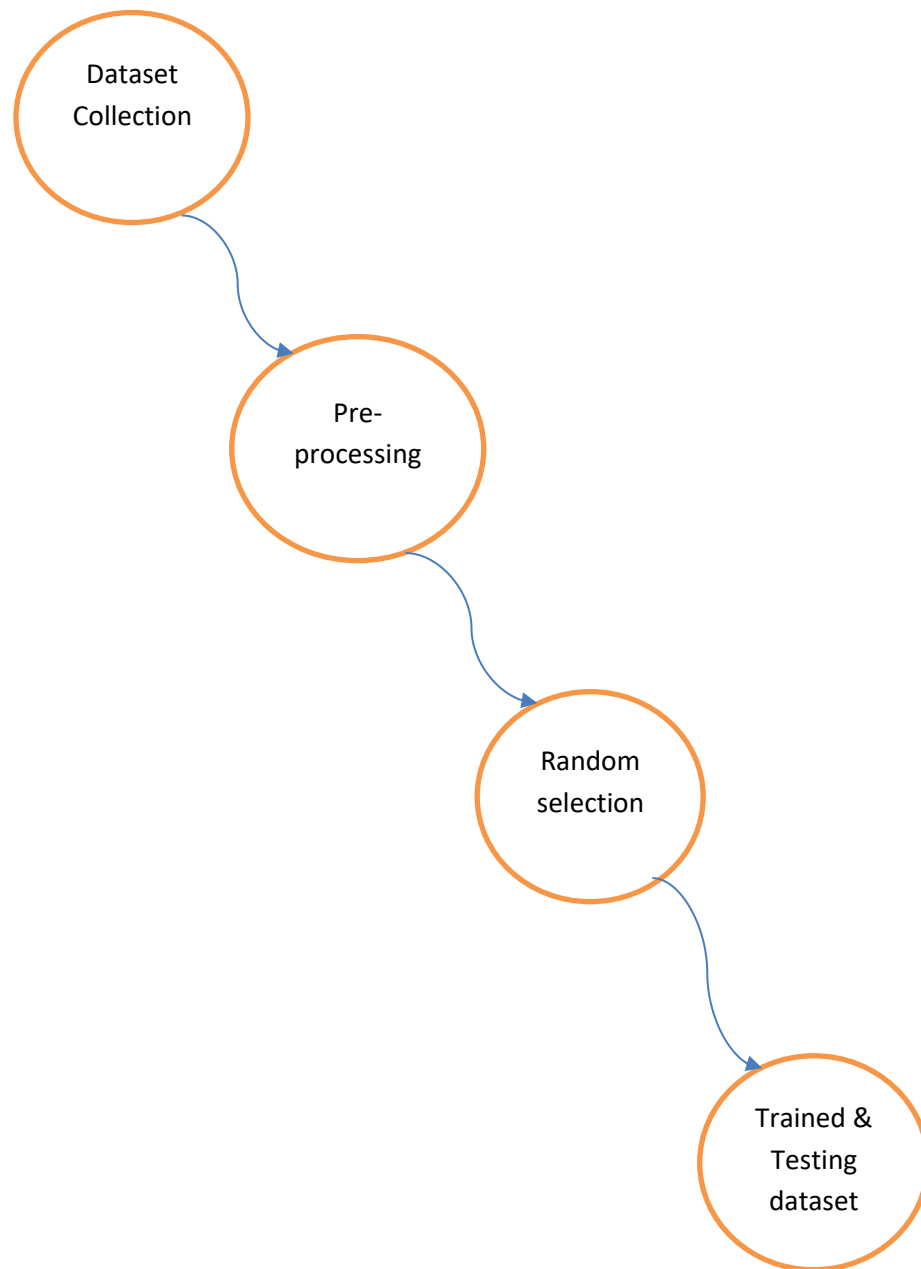 Dataset
Collection
Pre-
processing
Random
selection
Trained &
Testing
dataset